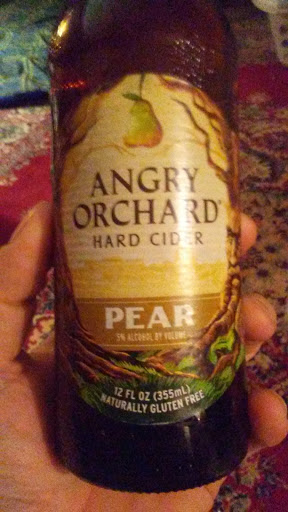 ANGRY
ORCHARD®
HARD CIDER
PEAR
5% ALCOHOL BY VOLUME
12 FL OZ (355mL)
NATURALLY GLUTEN FREE